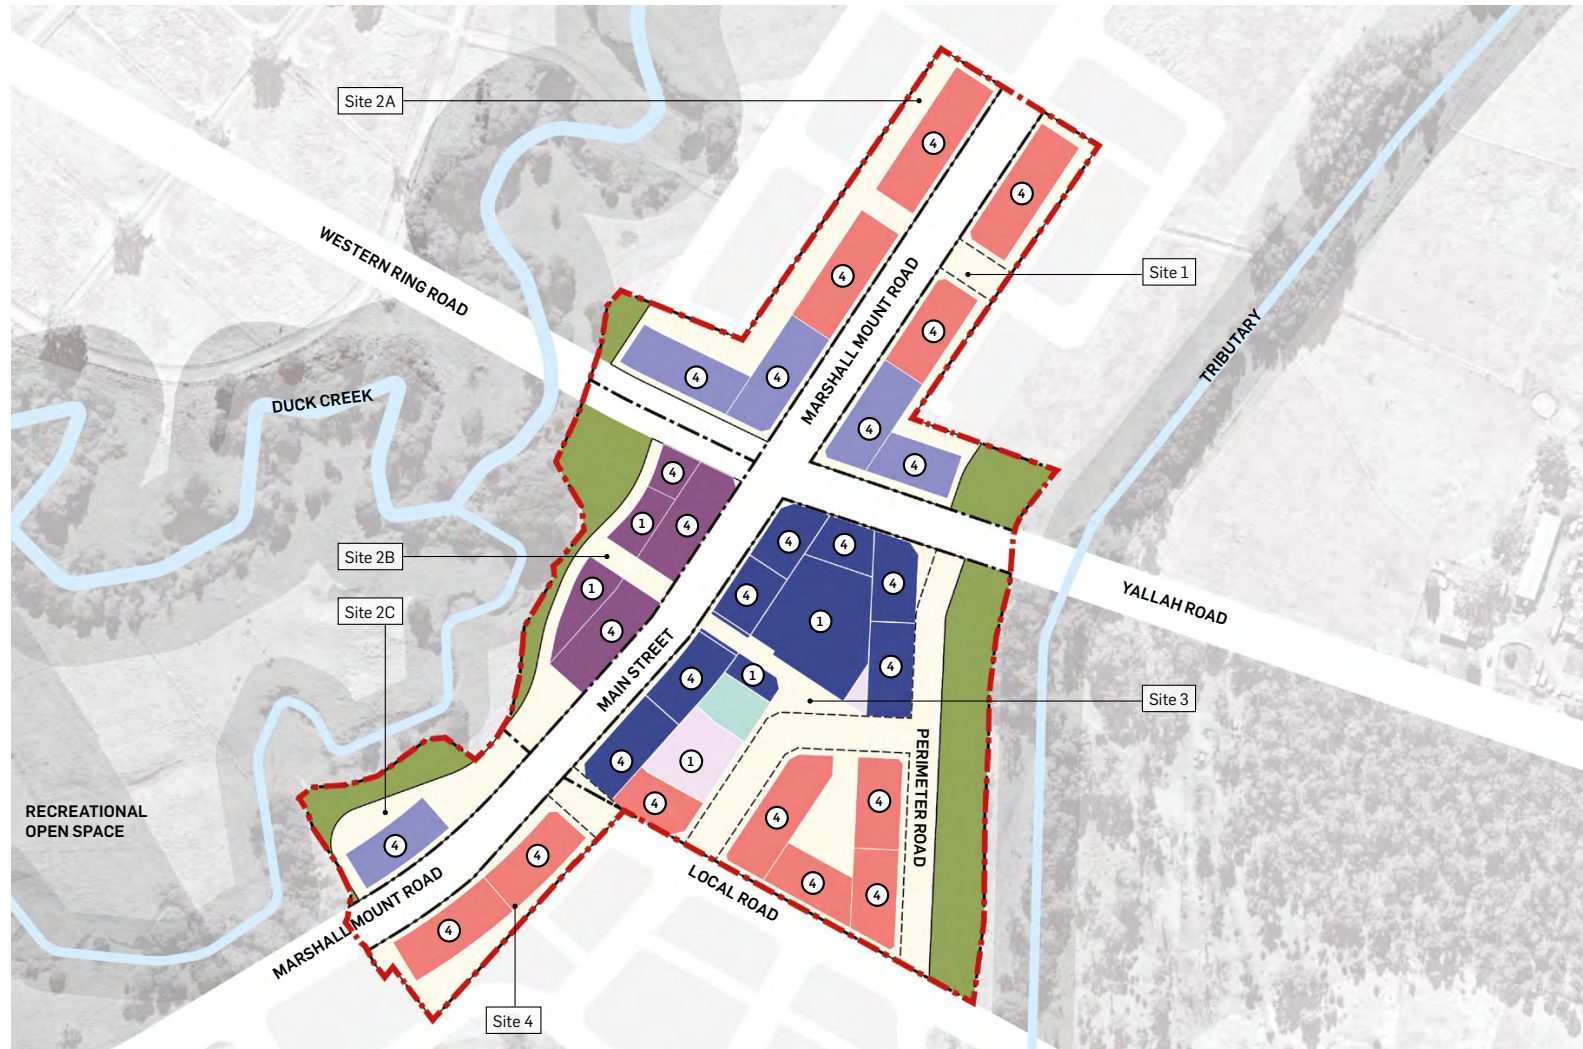 Site 2A
4
4
WESTERN RING ROAD
Site 1
4
4
MARSHALL MOUNT ROAD
TRIBUTARY
4
4
4
DUCK CREEK
4
4
4
4
1
4
4
4
Site 2B
4
1
4
4
YALLAH ROAD
Site 2C
1
4
4
MAIN STREET
4
1
Site 3
4
1
PERIMETER ROAD
RECREATIONAL
OPEN SPACE
4
4
4
4
4
4
4
LOCAL ROAD
MARSHALL MOUNT ROAD
4
Site 4